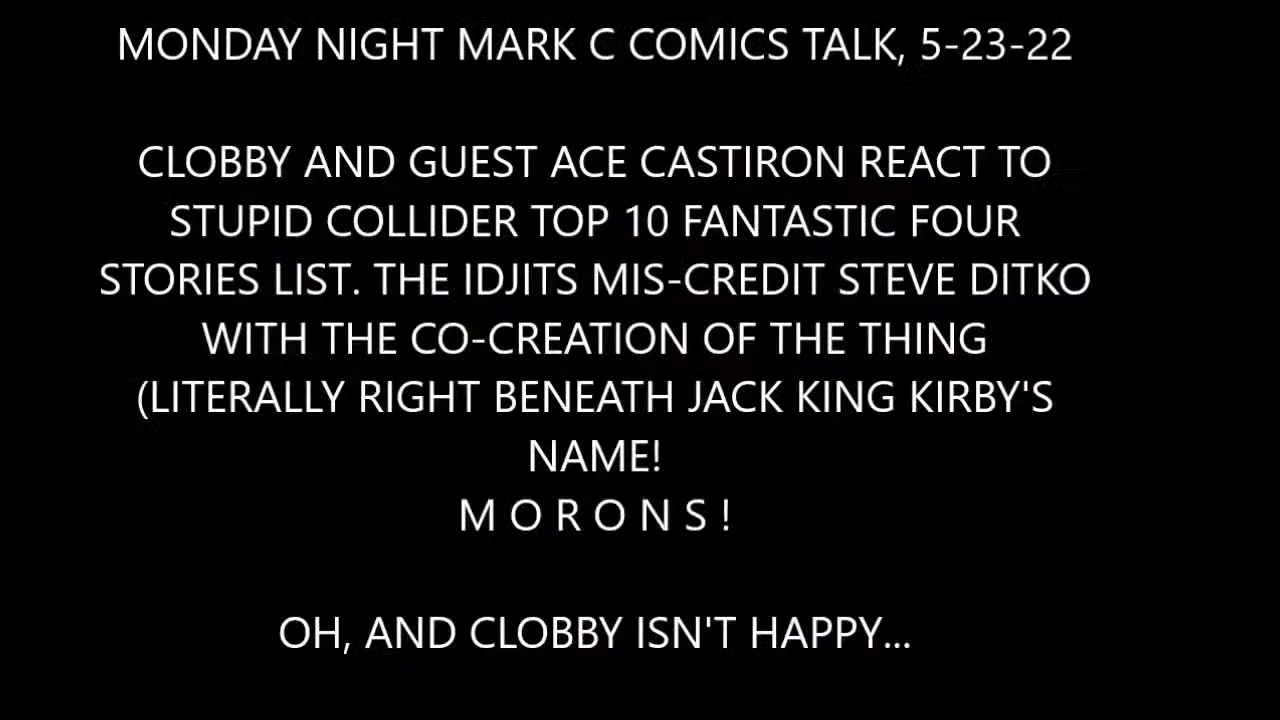 MONDAY NIGHT MARK C COMICS TALK, 5-23-22
CLOBBY AND GUEST ACE CASTIRON REACT TO
STUPID COLLIDER TOP 10 FANTASTIC FOUR
STORIES LIST. THE IDJITS MIS-CREDIT STEVE DITKO
WITH THE CO-CREATION OF THE THING
(LITERALLY RIGHT BENEATH JACK KING KIRBY'S
NAME!
M O R O N S !
OH, AND CLOBBY ISN'T HAPPY...